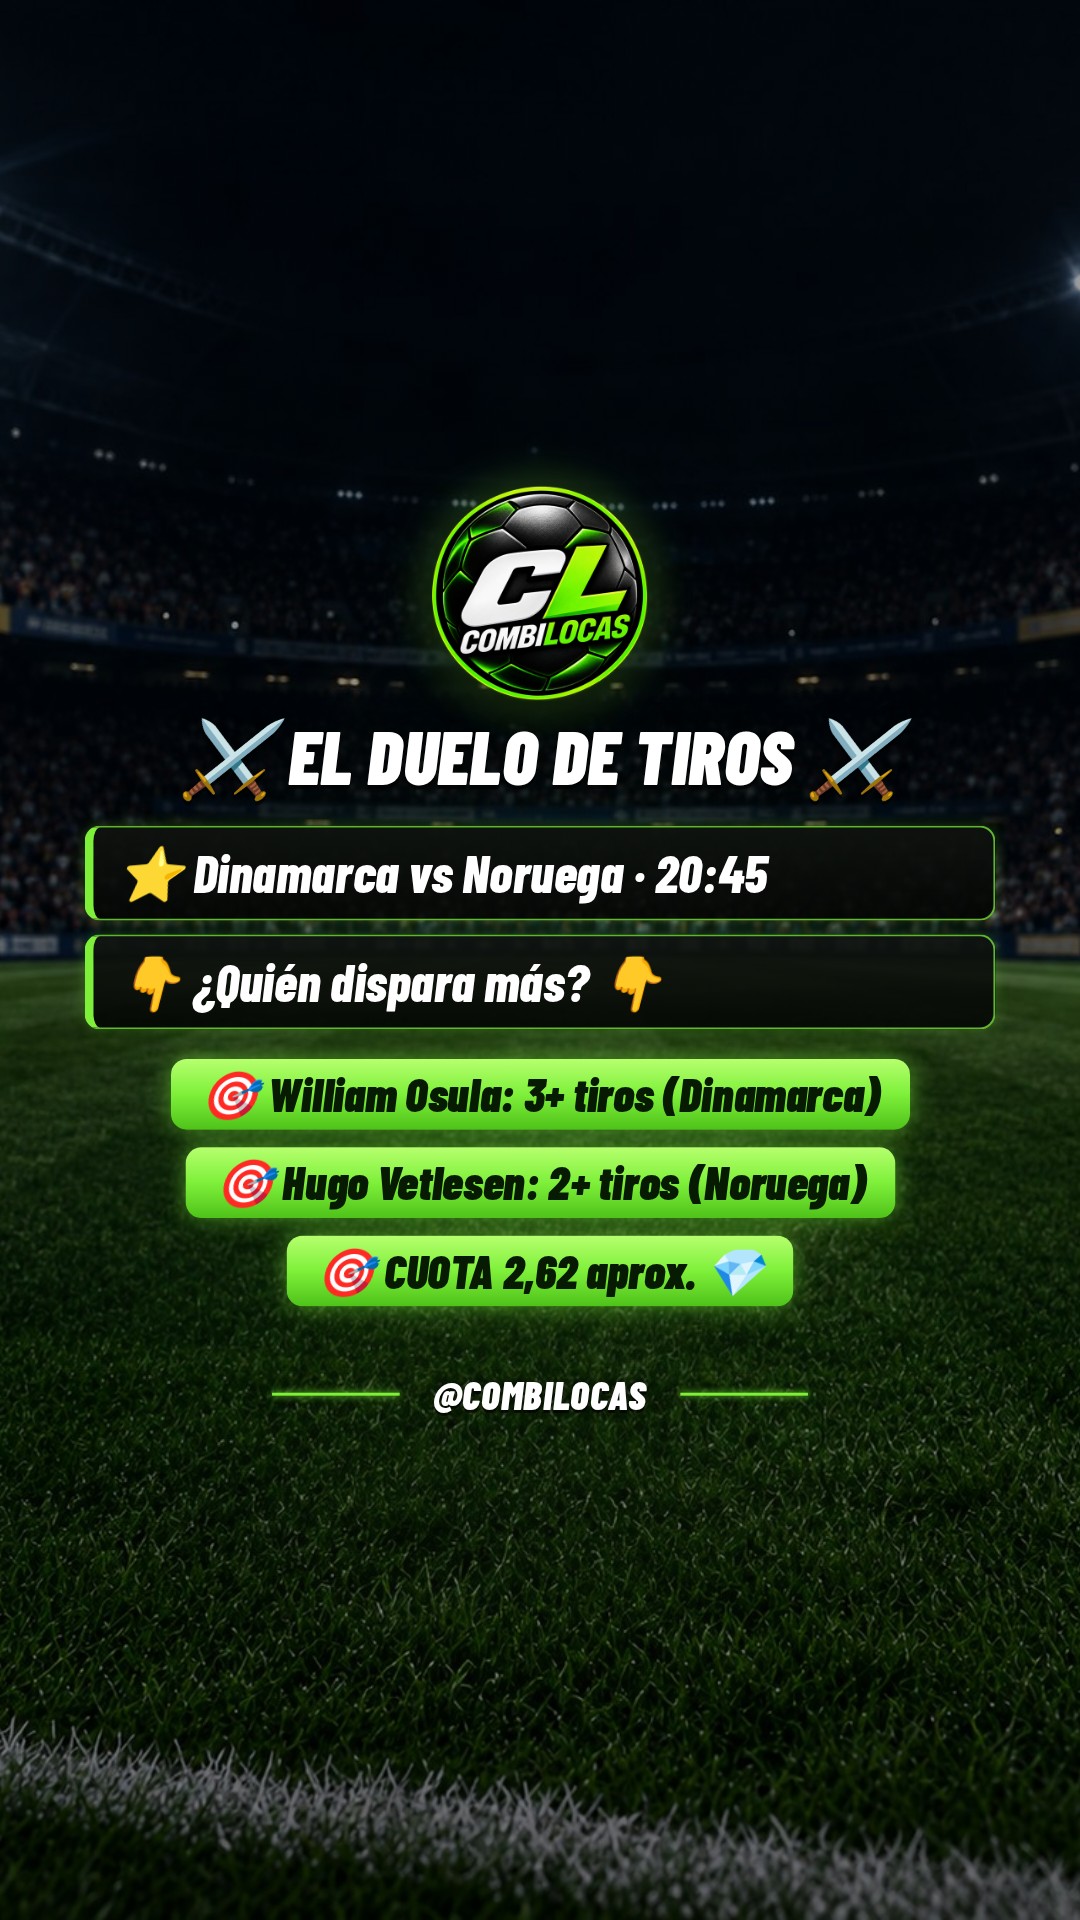 CL
COMBILOCAS
⚔️ EL DUELO DE TIROS ⚔️
⭐ Dinamarca vs Noruega · 20:45
👇 ¿Quién dispara más? 👇
🎯 William Osula: 3+ tiros (Dinamarca)
🎯 Hugo Vetlesen: 2+ tiros (Noruega)
🎯 CUOTA 2,62 aprox. 💎
@COMBILOCAS